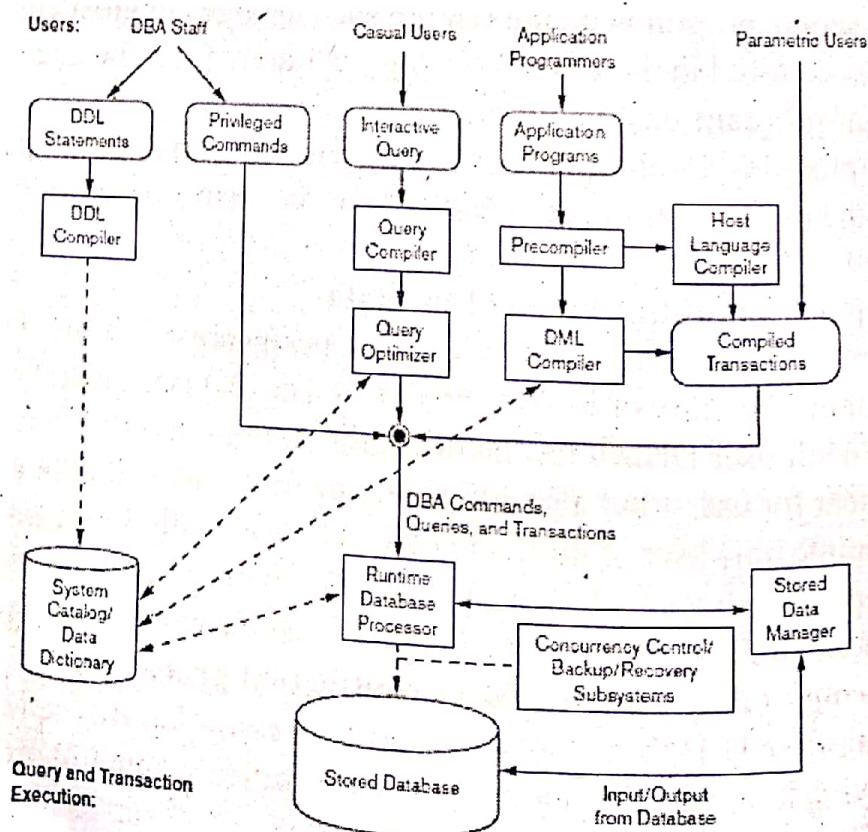 Users:
DBA Staff
Casual Users
Application
Programmers
Parametric Users
DDL
Statements
Privileged
Commands
Interactive
Query
Application
Programs
DDL
Compiler
Query
Compiler
Precompiler
Host
Language
Compiler
Query
Optimizer
DML
Compiler
Compiled
Transactions
DBA Commands,
Queries, and Transactions
System
Catalog/
Data
Dictionary
Runtime
Database
Processor
Stored
Data
Manager
Concurrency Control/
Backup/Recovery
Subsystems
Stored Database
Query and Transaction
Execution:
Input/Output
from Database